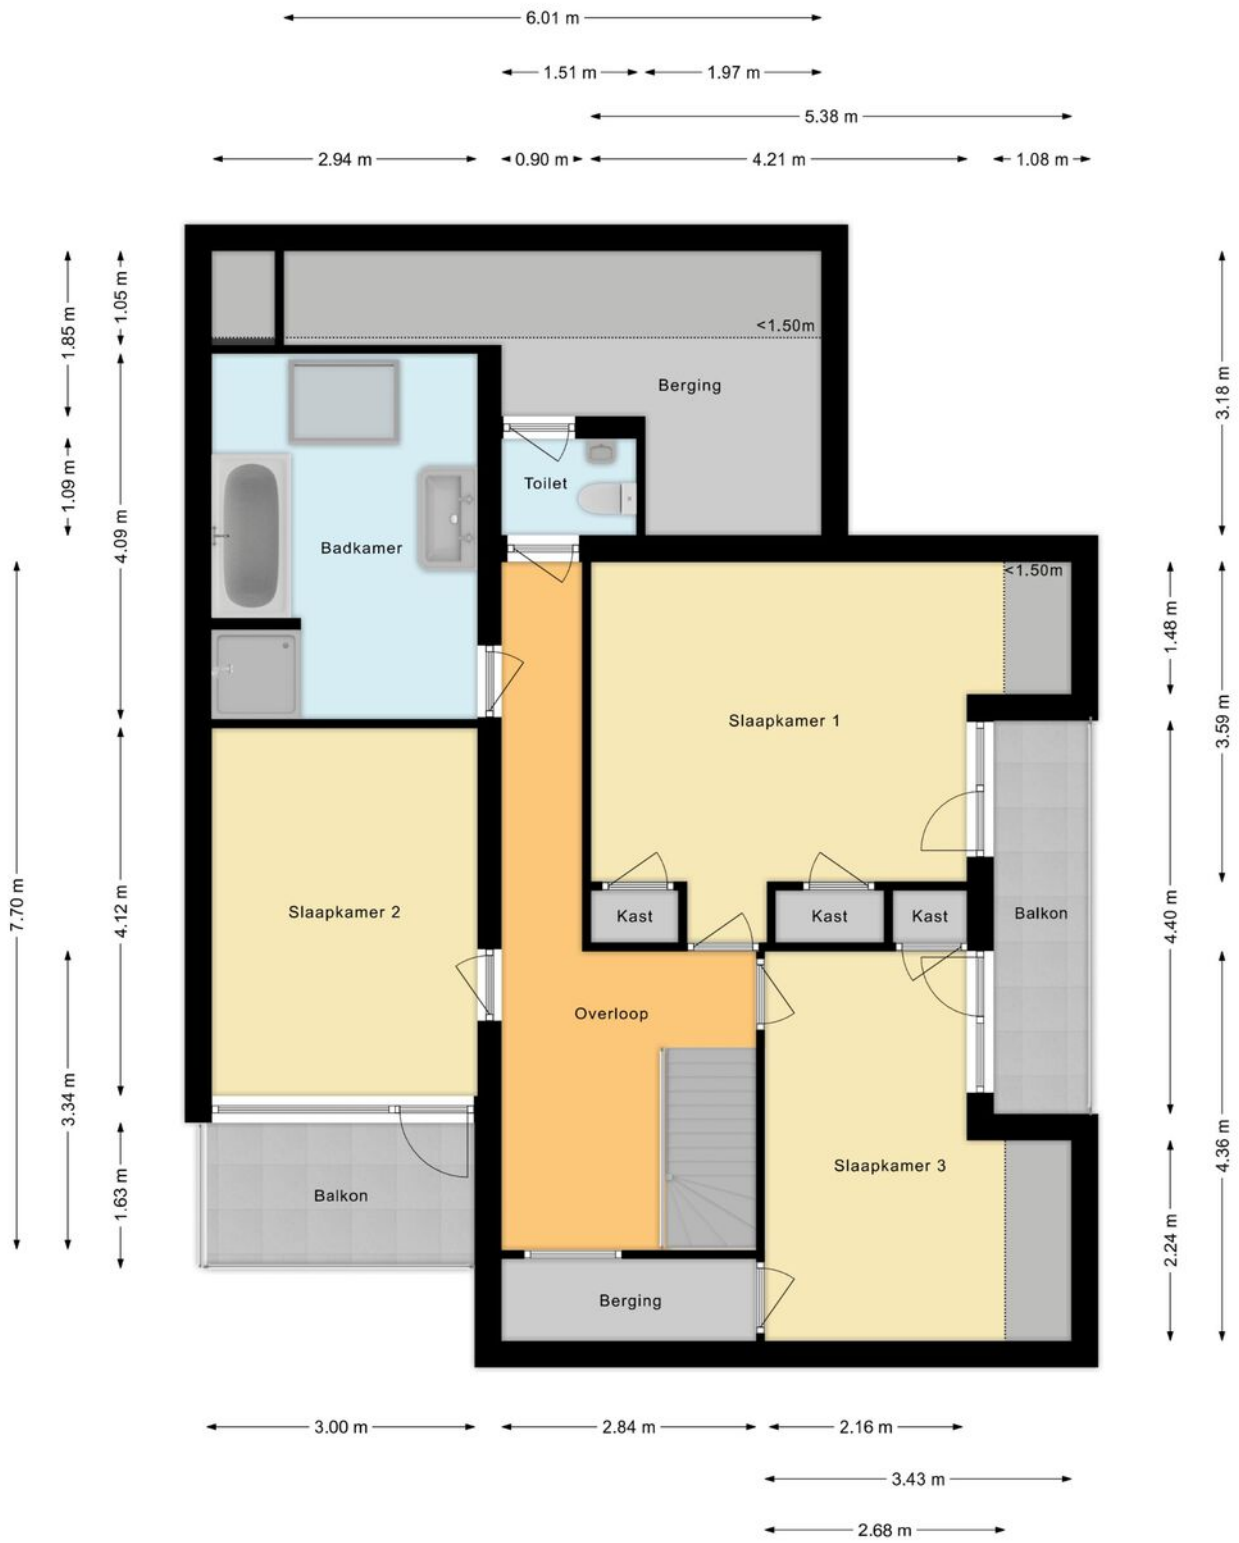 6.01 m
1.51 m
1.97 m
5.38 m
2.94 m
0.90 m
4.21 m
1.08 m
1.85 m
1.05 m
<1.50m
Berging
3.18 m
1.09 m
Toilet
4.09 m
Badkamer
<1.50m
1.48 m
Slaapkamer 1
3.59 m
7.70 m
4.12 m
Slaapkamer 2
Kast
Kast
Kast
Balkon
4.40 m
Overloop
3.34 m
4.36 m
Slaapkamer 3
1.63 m
Balkon
2.24 m
Berging
3.00 m
2.84 m
2.16 m
3.43 m
2.68 m